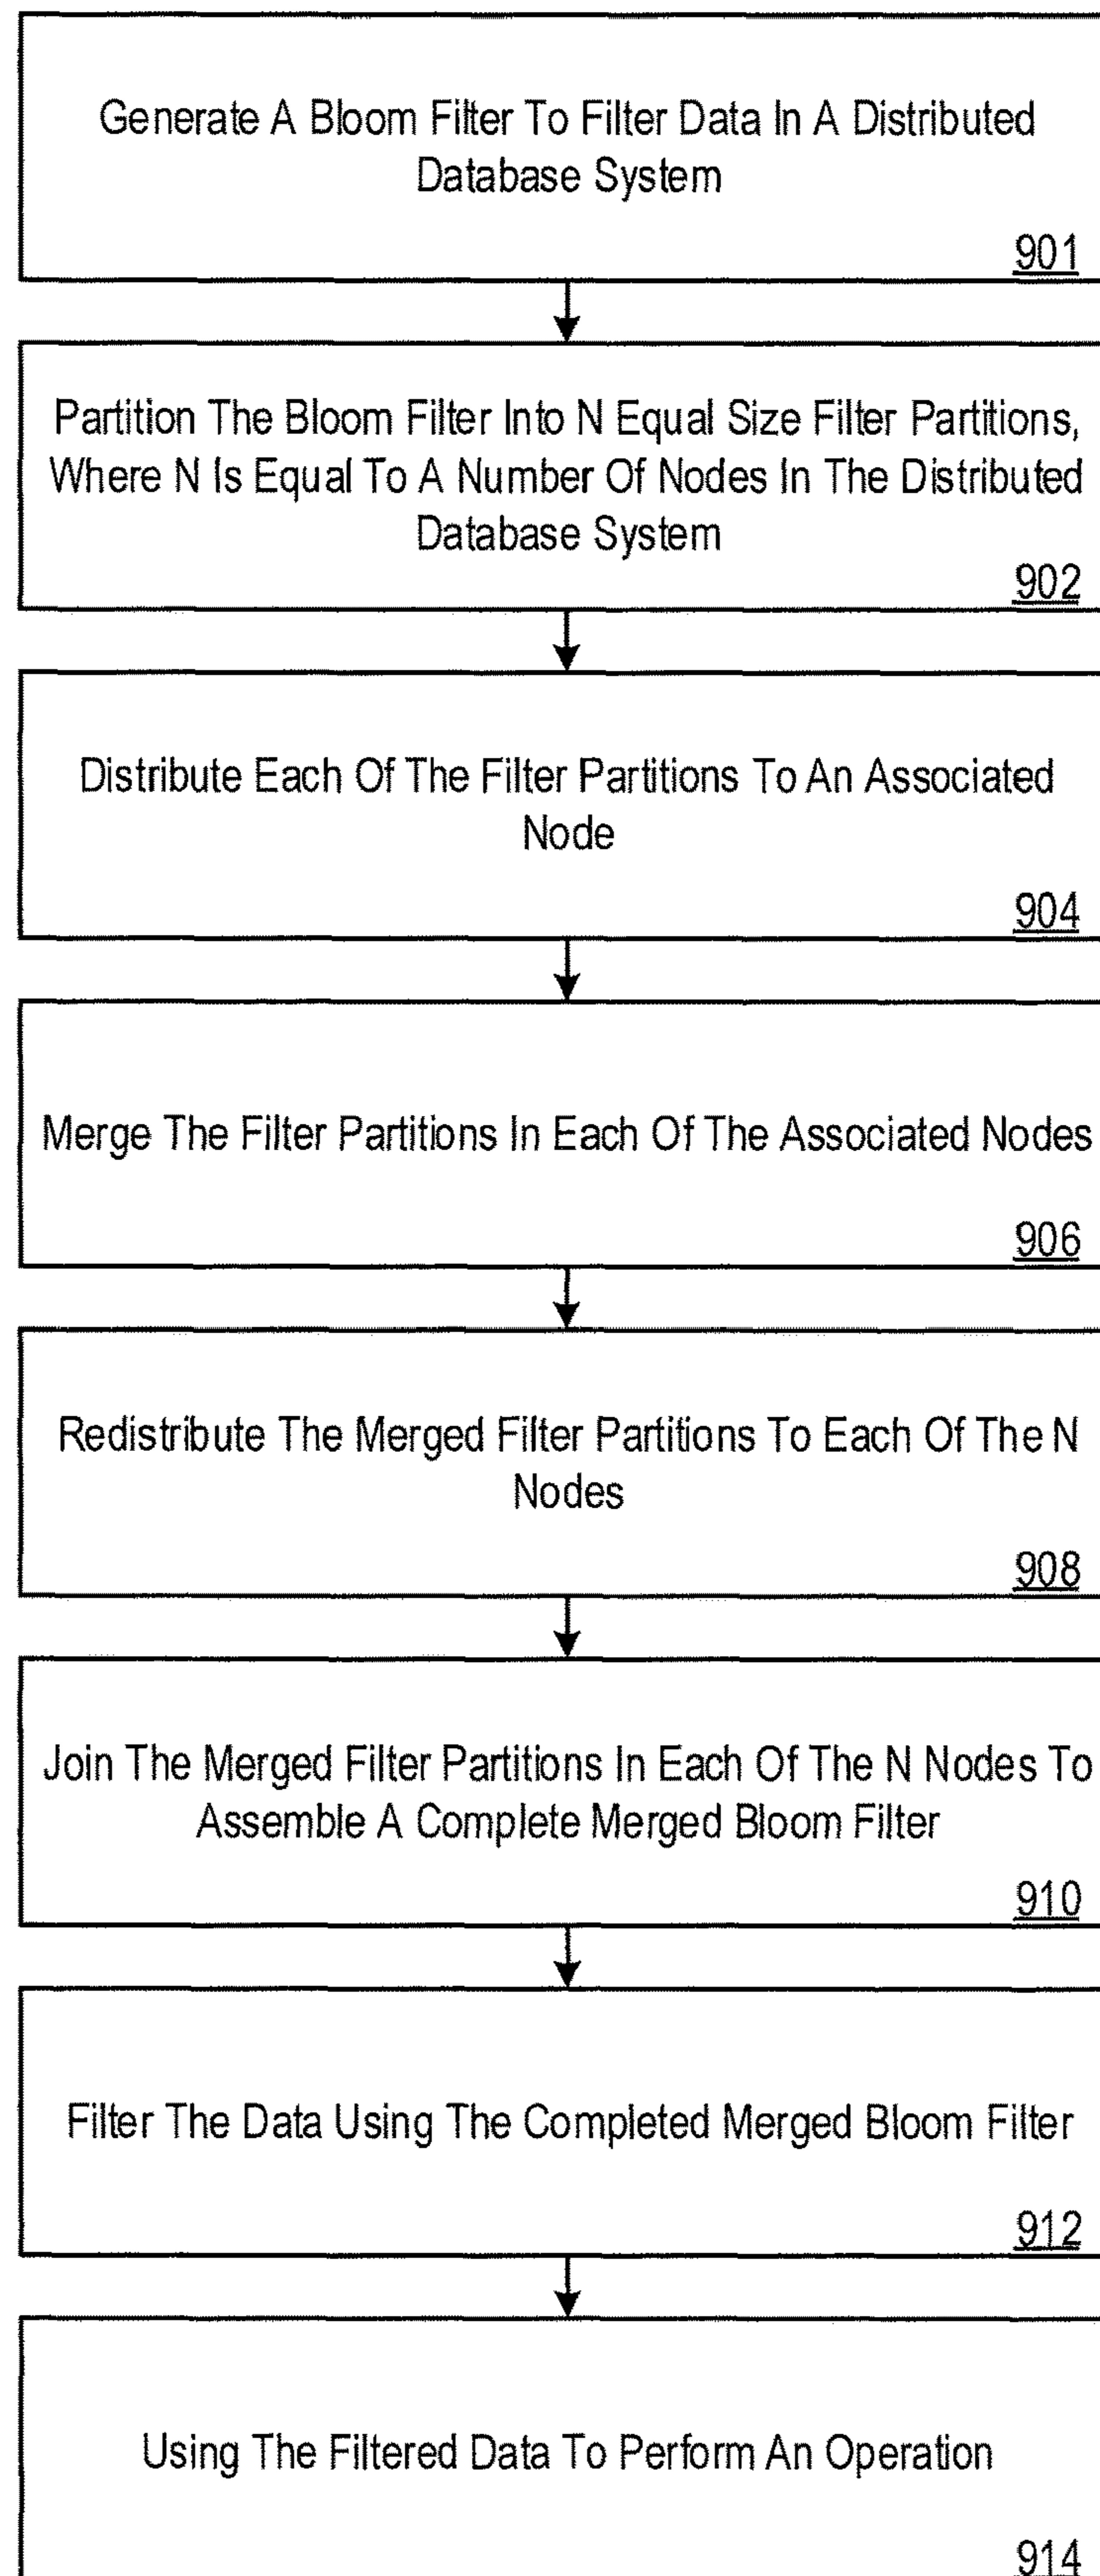 Generate A Bloom Filter To Filter Data In A Distributed
Database System
901
Partition The Bloom Filter Into N Equal Size Filter Partitions,
Where N Is Equal To A Number Of Nodes In The Distributed
Database System
902
Distribute Each Of The Filter Partitions To An Associated
Node
904
Merge The Filter Partitions In Each Of The Associated Nodes
906
Redistribute The Merged Filter Partitions To Each Of The N
Nodes
908
Join The Merged Filter Partitions In Each Of The N Nodes To
Assemble A Complete Merged Bloom Filter
910
Filter The Data Using The Completed Merged Bloom Filter
912
Using The Filtered Data To Perform An Operation
914